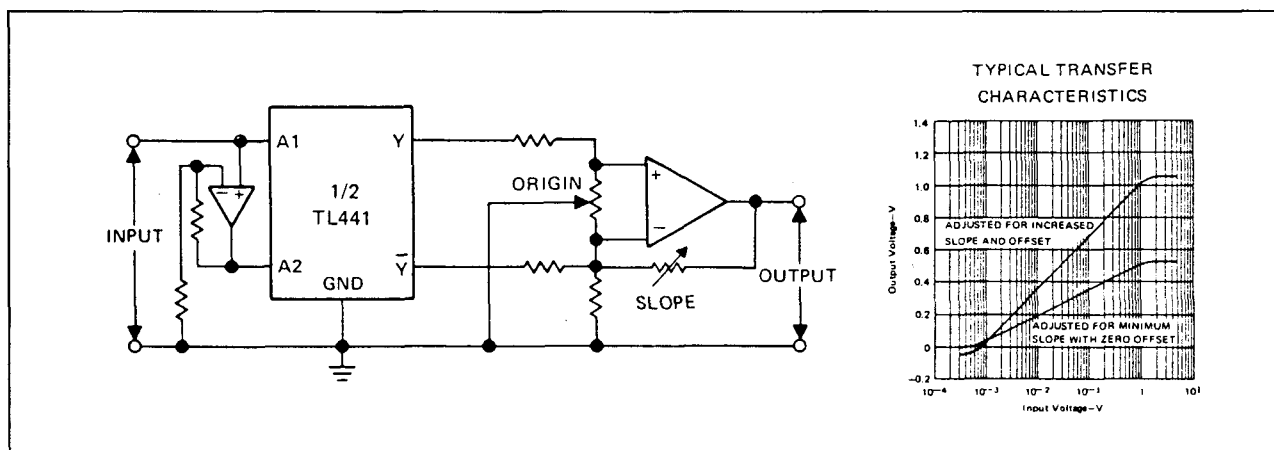 A1
Y
1/2
TL441
A2
Y̅
GND
INPUT
ORIGIN
SLOPE
OUTPUT
−
+
+
−
TYPICAL TRANSFER
CHARACTERISTICS
Output Voltage–V
1.4
1.2
1.0
0.8
0.6
0.4
0.2
0
−0.2
ADJUSTED FOR INCREASED
SLOPE AND OFFSET
ADJUSTED FOR MINIMUM
SLOPE WITH ZERO OFFSET
10⁻⁴ 10⁻³ 10⁻² 10⁻¹ 1 10¹
Input Voltage–V